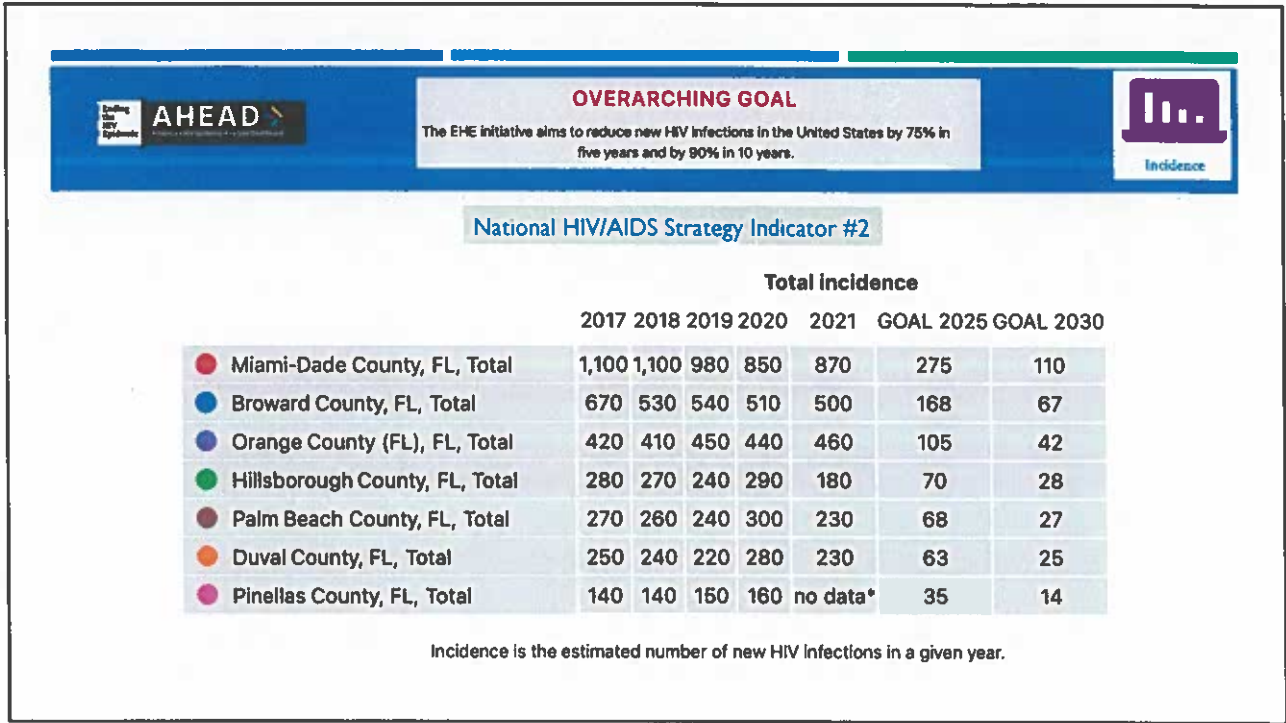 Ending
the
HIV
Epidemic
AHEAD
OVERARCHING GOAL
The EHE initiative aims to reduce new HIV infections in the United States by 75% in
five years and by 90% in 10 years.
Incidence
National HIV/AIDS Strategy Indicator #2
Total incidence
2017 2018 2019 2020 2021 GOAL 2025 GOAL 2030
Miami-Dade County, FL, Total 1,100 1,100 980 850 870 275 110
Broward County, FL, Total 670 530 540 510 500 168 67
Orange County (FL), FL, Total 420 410 450 440 460 105 42
Hillsborough County, FL, Total 280 270 240 290 180 70 28
Palm Beach County, FL, Total 270 260 240 300 230 68 27
Duval County, FL, Total 250 240 220 280 230 63 25
Pinellas County, FL, Total 140 140 150 160 no data* 35 14
Incidence is the estimated number of new HIV infections in a given year.